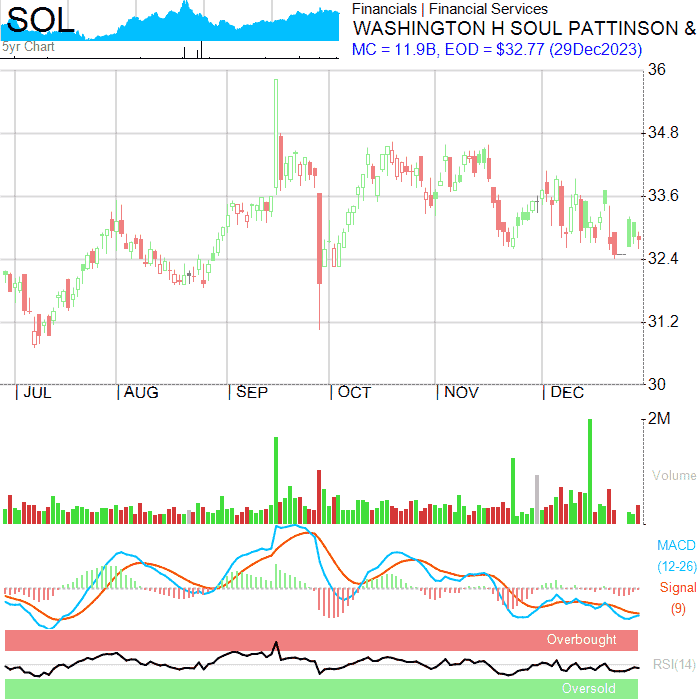 SOL
5yr Chart
Financials | Financial Services
WASHINGTON H SOUL PATTINSON &
MC = 11.9B, EOD = $32.77 (29Dec2023)
36
34.8
33.6
32.4
31.2
30
JUL
AUG
SEP
OCT
NOV
DEC
2M
Volume
MACD
(12-26)
Signal
(9)
Overbought
RSI(14)
Oversold